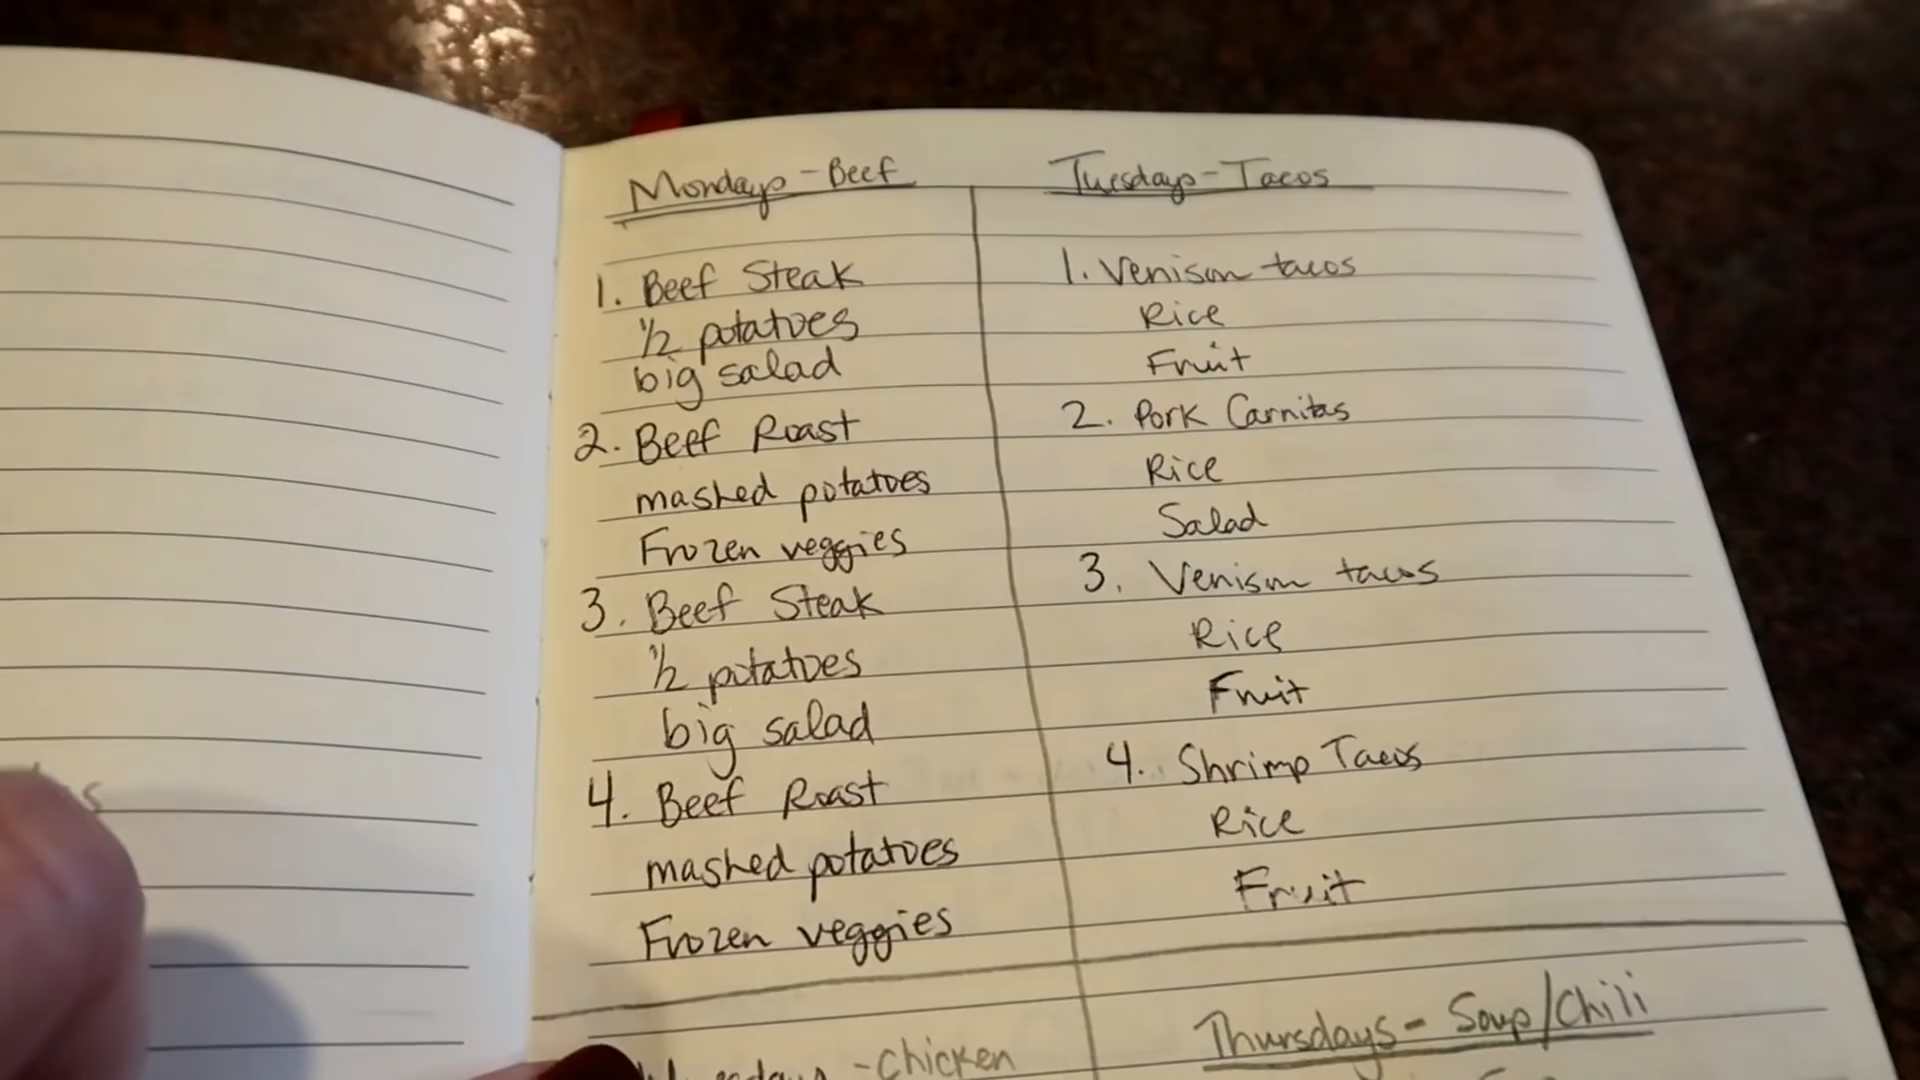 Mondays - Beef
1. Beef Steak
1/2 potatoes
big salad
2. Beef Roast
mashed potatoes
Frozen veggies
3. Beef Steak
1/2 potatoes
big salad
4. Beef Roast
mashed potatoes
Frozen veggies
Tuesdays - Tacos
1. Venison tacos
Rice
Fruit
2. Pork Carnitas
Rice
Salad
3. Venison tacos
Rice
Fruit
4. Shrimp Tacos
Rice
Fruit
- Chicken
Thursdays - Soup/Chili